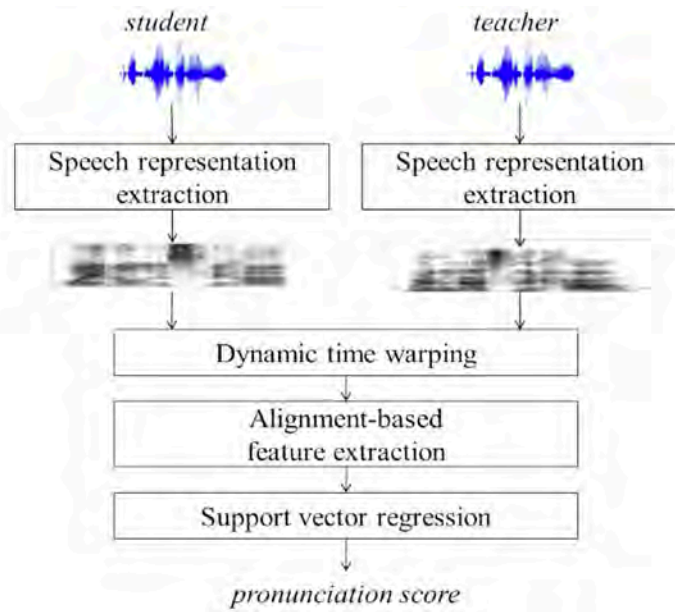 student
teacher
Speech representation
extraction
Speech representation
extraction
Dynamic time warping
Alignment-based
feature extraction
Support vector regression
pronunciation score